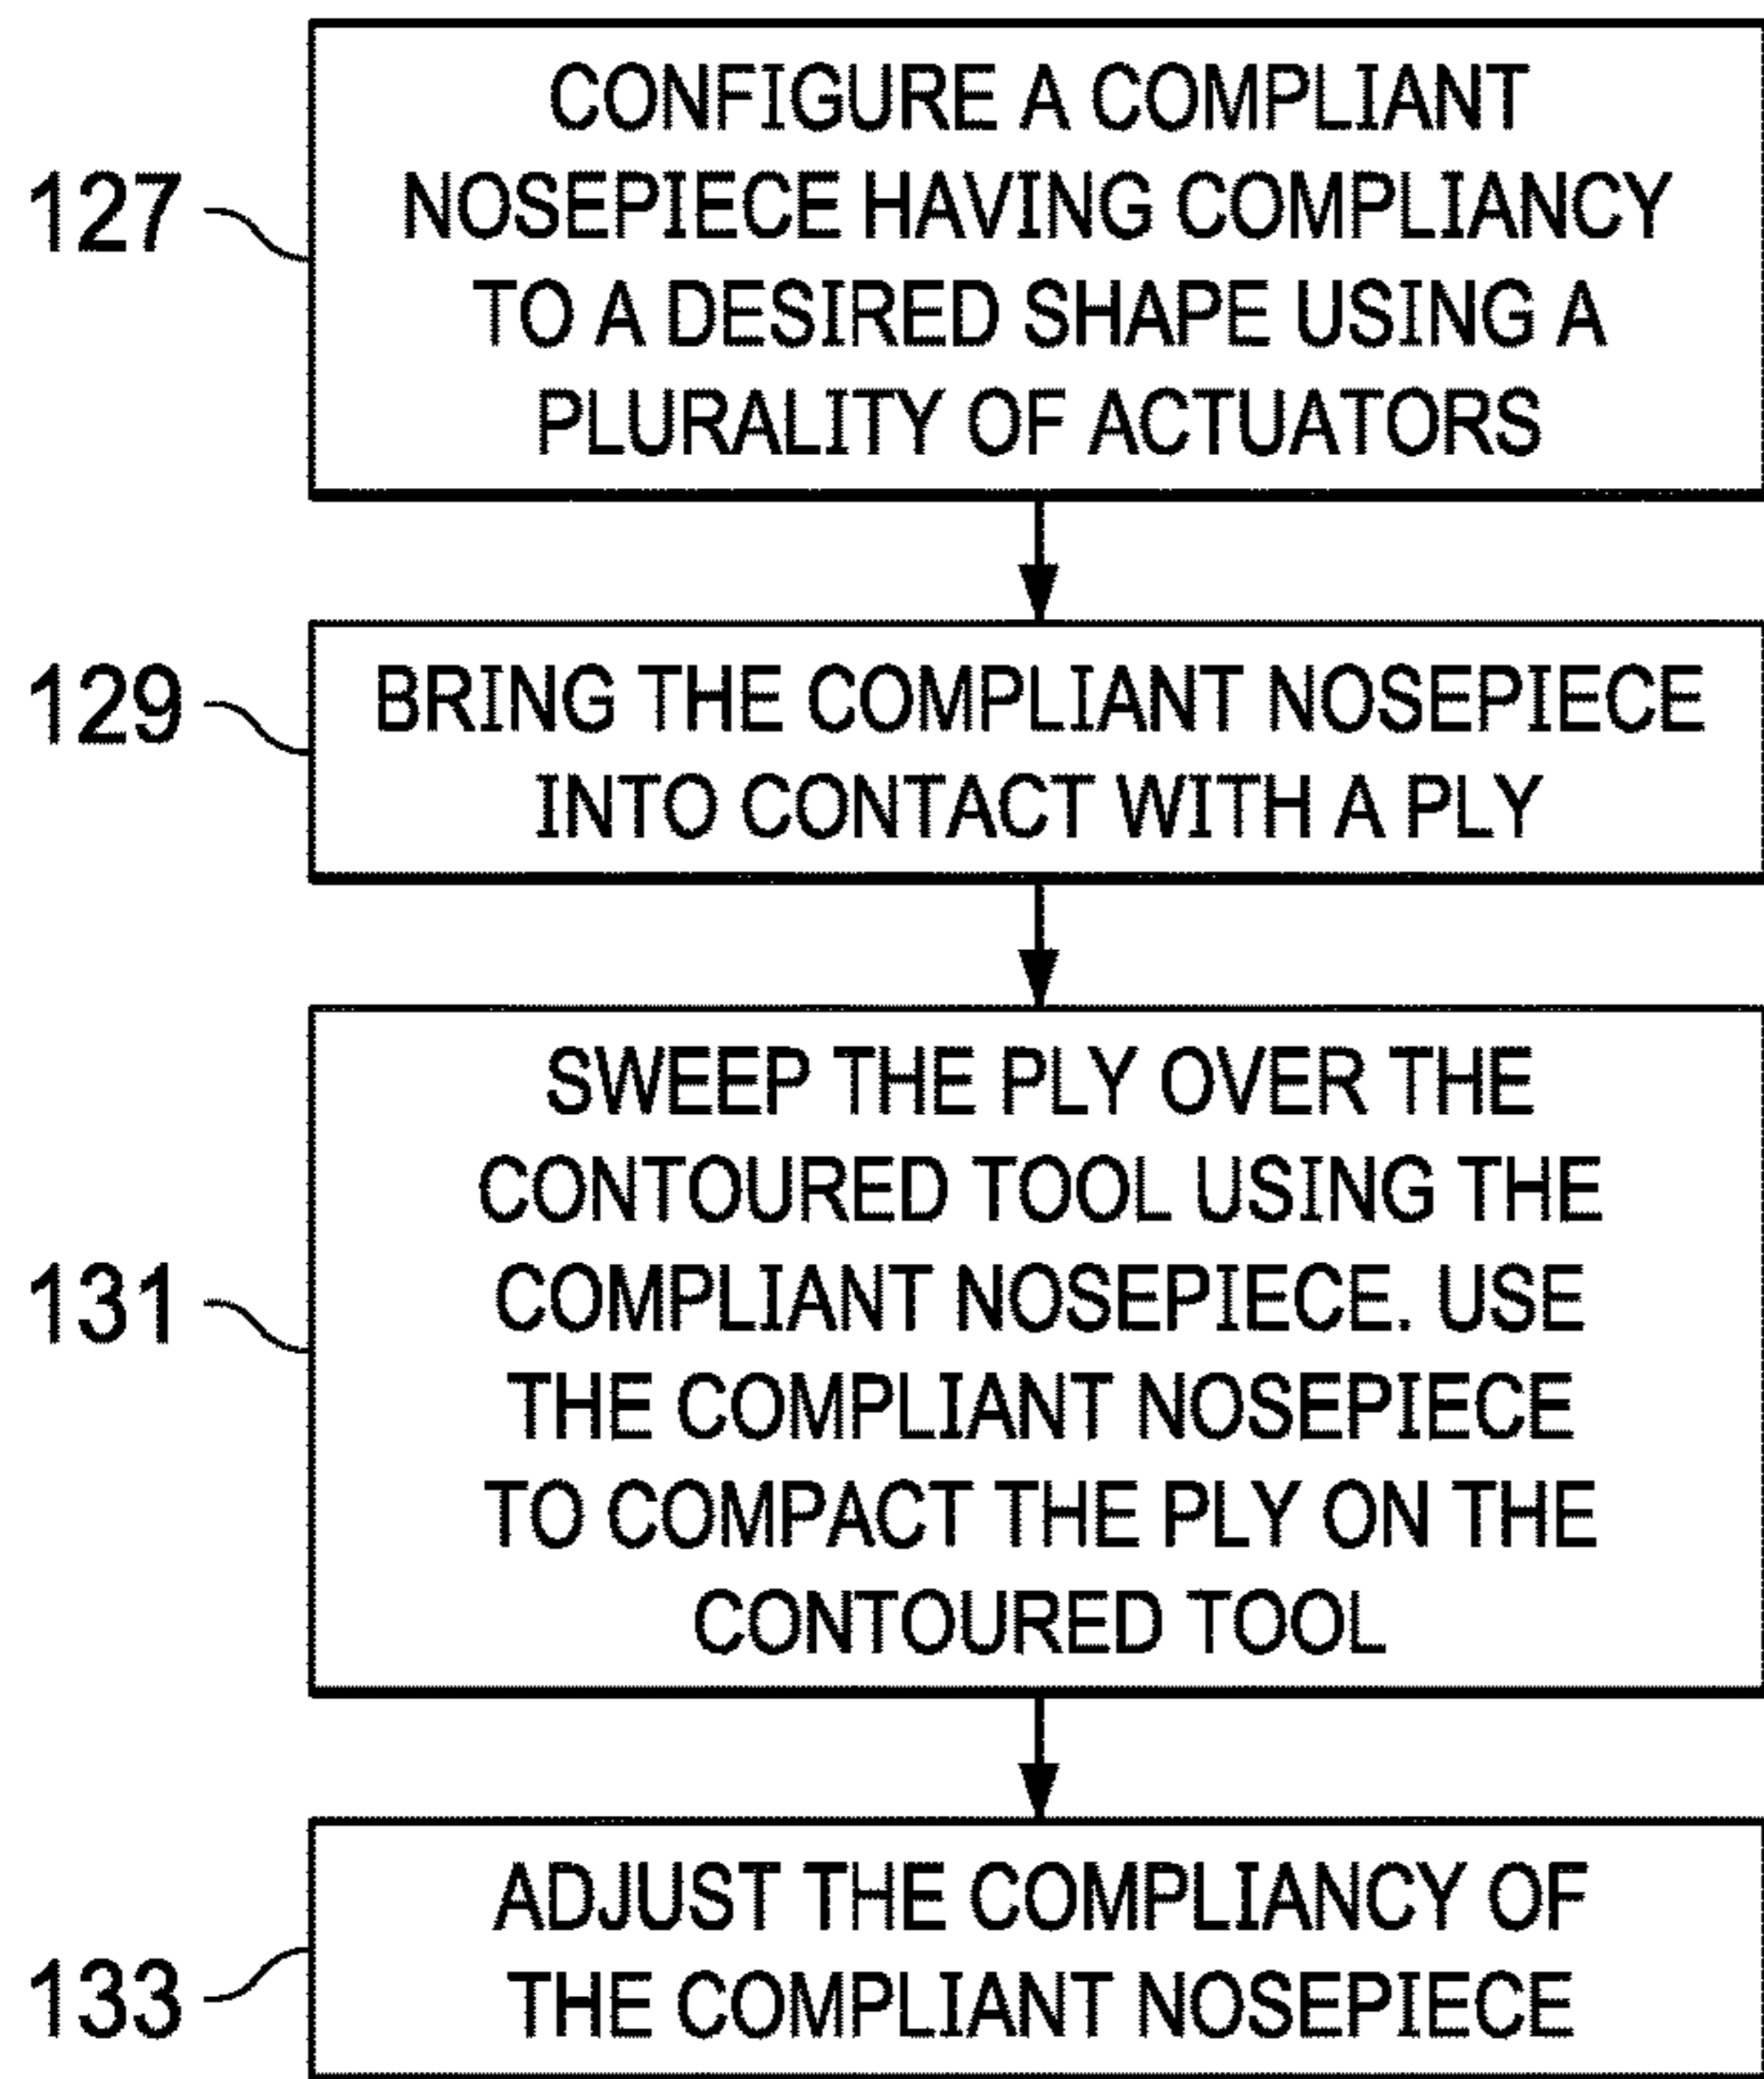 127
CONFIGURE A COMPLIANT
NOSEPIECE HAVING COMPLIANCY
TO A DESIRED SHAPE USING A
PLURALITY OF ACTUATORS
129
BRING THE COMPLIANT NOSEPIECE
INTO CONTACT WITH A PLY
131
SWEEP THE PLY OVER THE
CONTOURED TOOL USING THE
COMPLIANT NOSEPIECE. USE
THE COMPLIANT NOSEPIECE
TO COMPACT THE PLY ON THE
CONTOURED TOOL
133
ADJUST THE COMPLIANCY OF
THE COMPLIANT NOSEPIECE